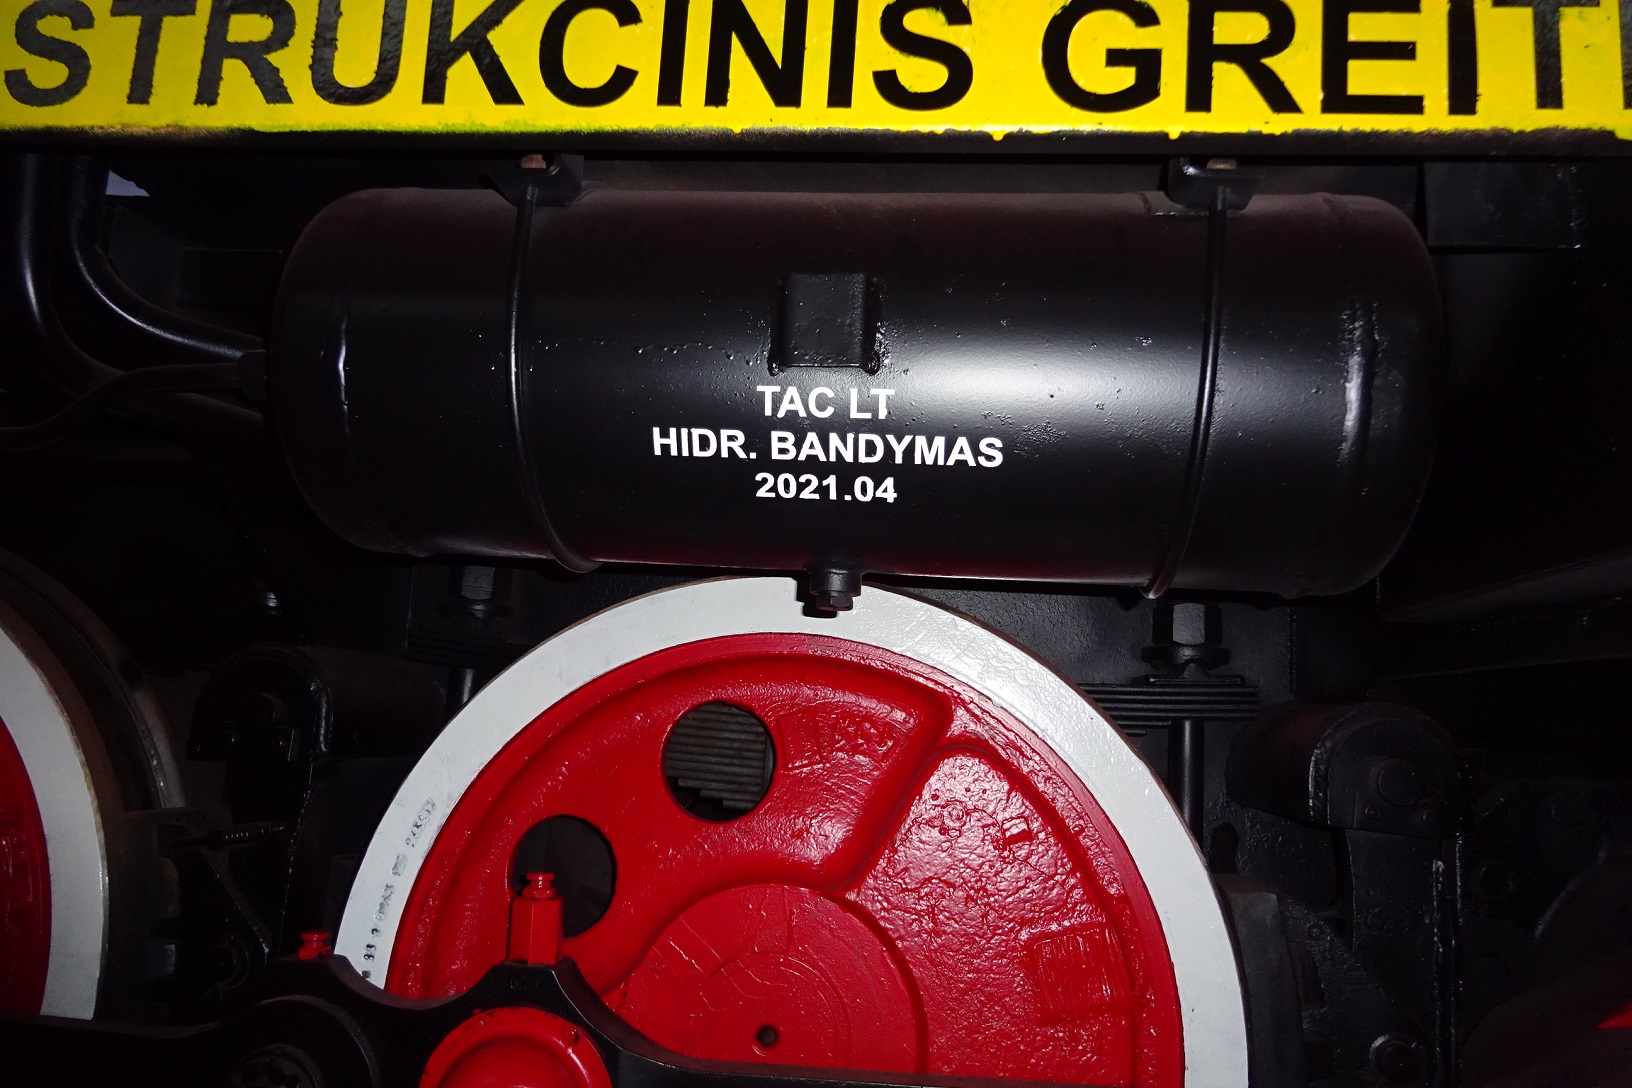 STRUKCINIS GREIT
TAC LT
HIDR. BANDYMAS
2021.04